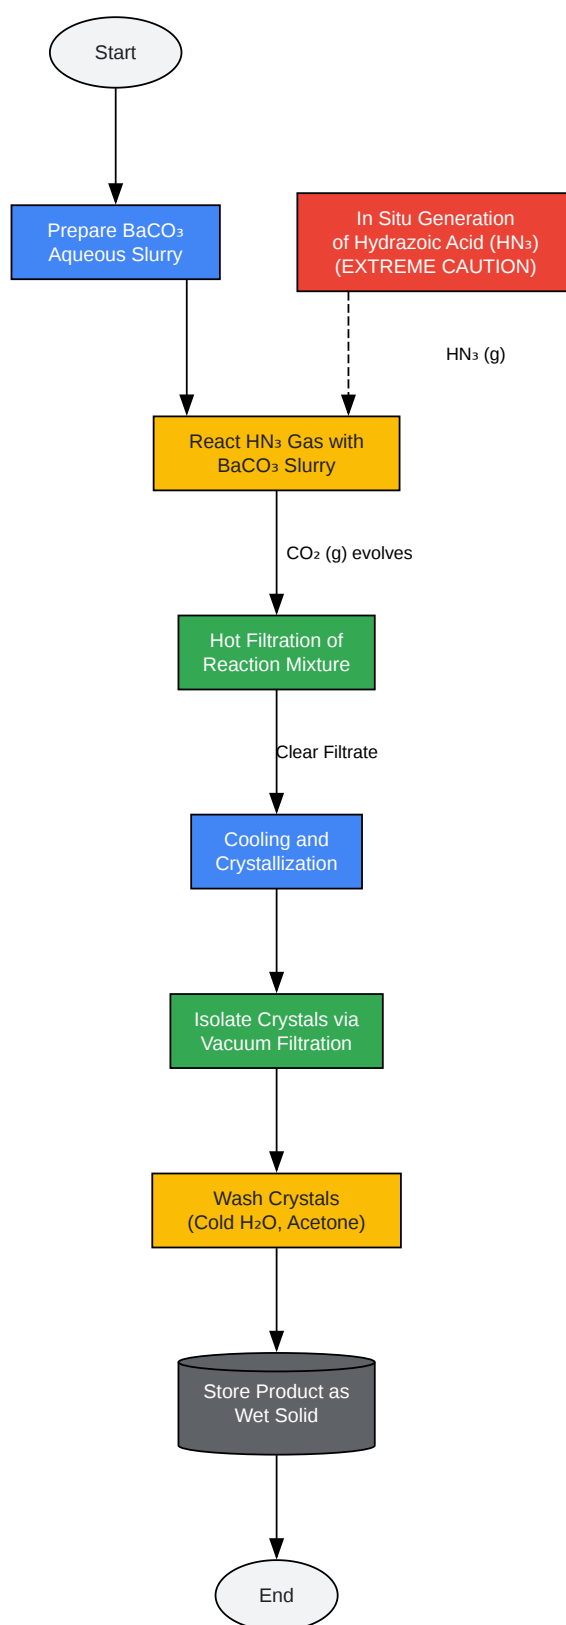 Start
Prepare BaCO₃
Aqueous Slurry
In Situ Generation
of Hydrazoic Acid (HN₃)
(EXTREME CAUTION)
HN₃ (g)
React HN₃ Gas with
BaCO₃ Slurry
CO₂ (g) evolves
Hot Filtration of
Reaction Mixture
Clear Filtrate
Cooling and
Crystallization
Isolate Crystals via
Vacuum Filtration
Wash Crystals
(Cold H₂O, Acetone)
Store Product as
Wet Solid
End